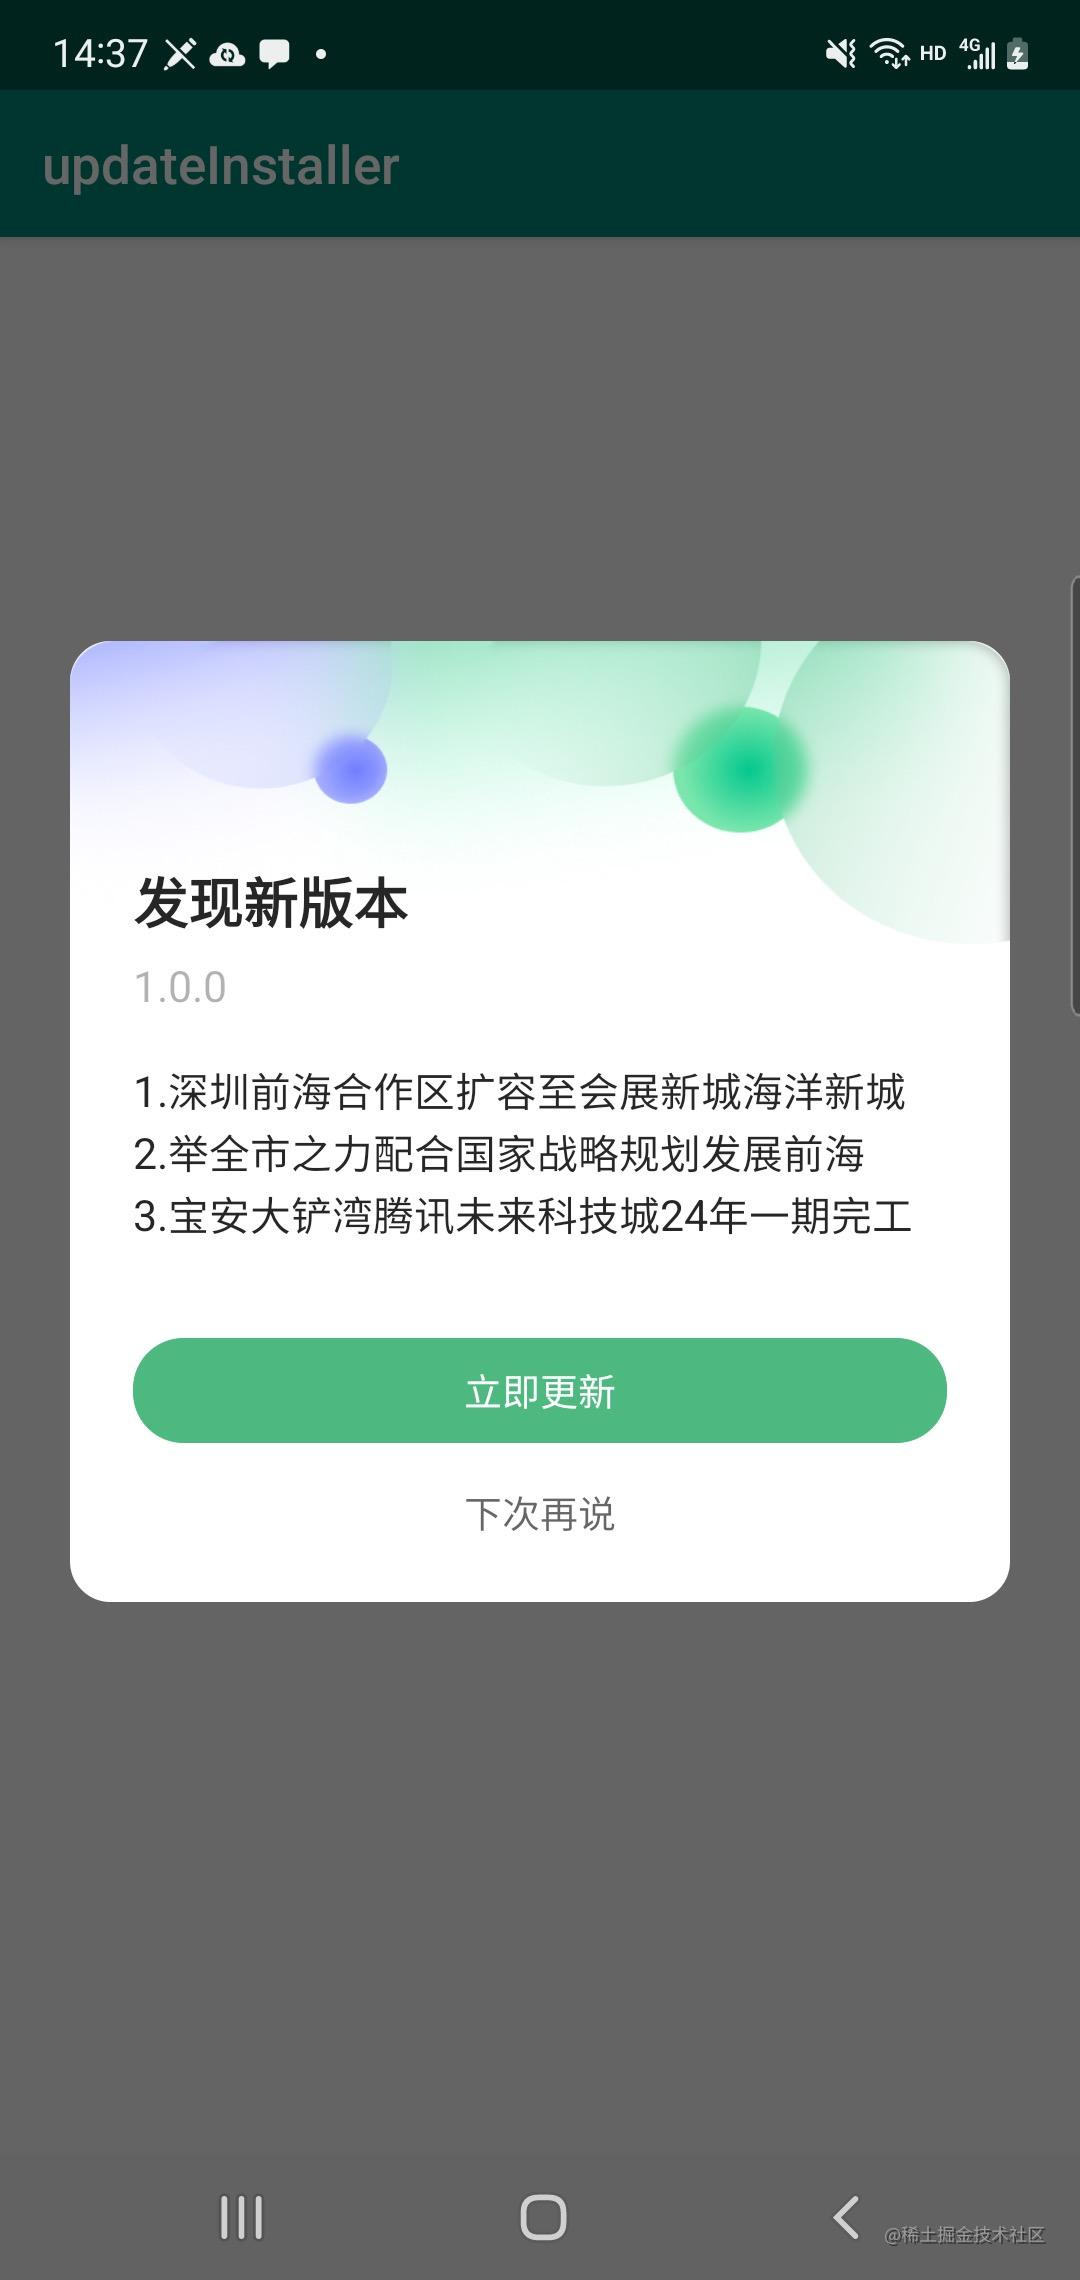 14:37
HD 4G
updateInstaller
发现新版本
1.0.0
1.深圳前海合作区扩容至会展新城海洋新城
2.举全市之力配合国家战略规划发展前海
3.宝安大铲湾腾讯未来科技城24年一期完工
立即更新
下次再说
@稀土掘金技术社区